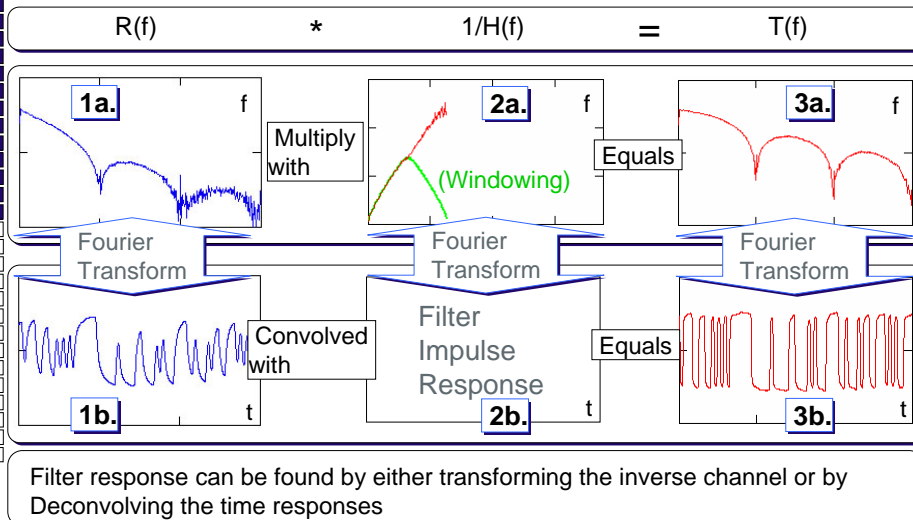 R(f) * 1/H(f) = T(f)
1a. f
Multiply
with
2a. f
(Windowing)
Equals
3a. f
Fourier
Transform
Fourier
Transform
Fourier
Transform
1b. t
Convolved
with
Filter
Impulse
Response
2b. t
Equals
3b. t
Filter response can be found by either transforming the inverse channel or by
Deconvolving the time responses